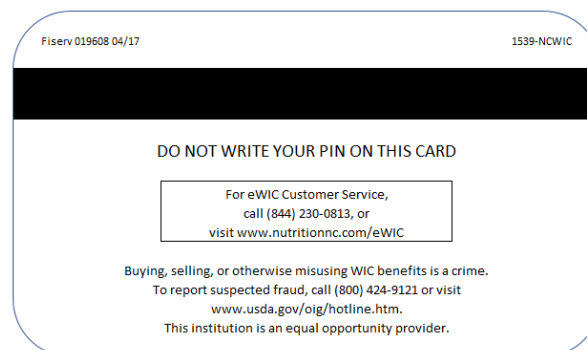 Fiserv 019608 04/17
1539-NCWIC
DO NOT WRITE YOUR PIN ON THIS CARD
For eWIC Customer Service,
call (844) 230-0813, or
visit www.nutritionnc.com/eWIC
Buying, selling, or otherwise misusing WIC benefits is a crime.
To report suspected fraud, call (800) 424-9121 or visit
www.usda.gov/oig/hotline.htm.
This institution is an equal opportunity provider.